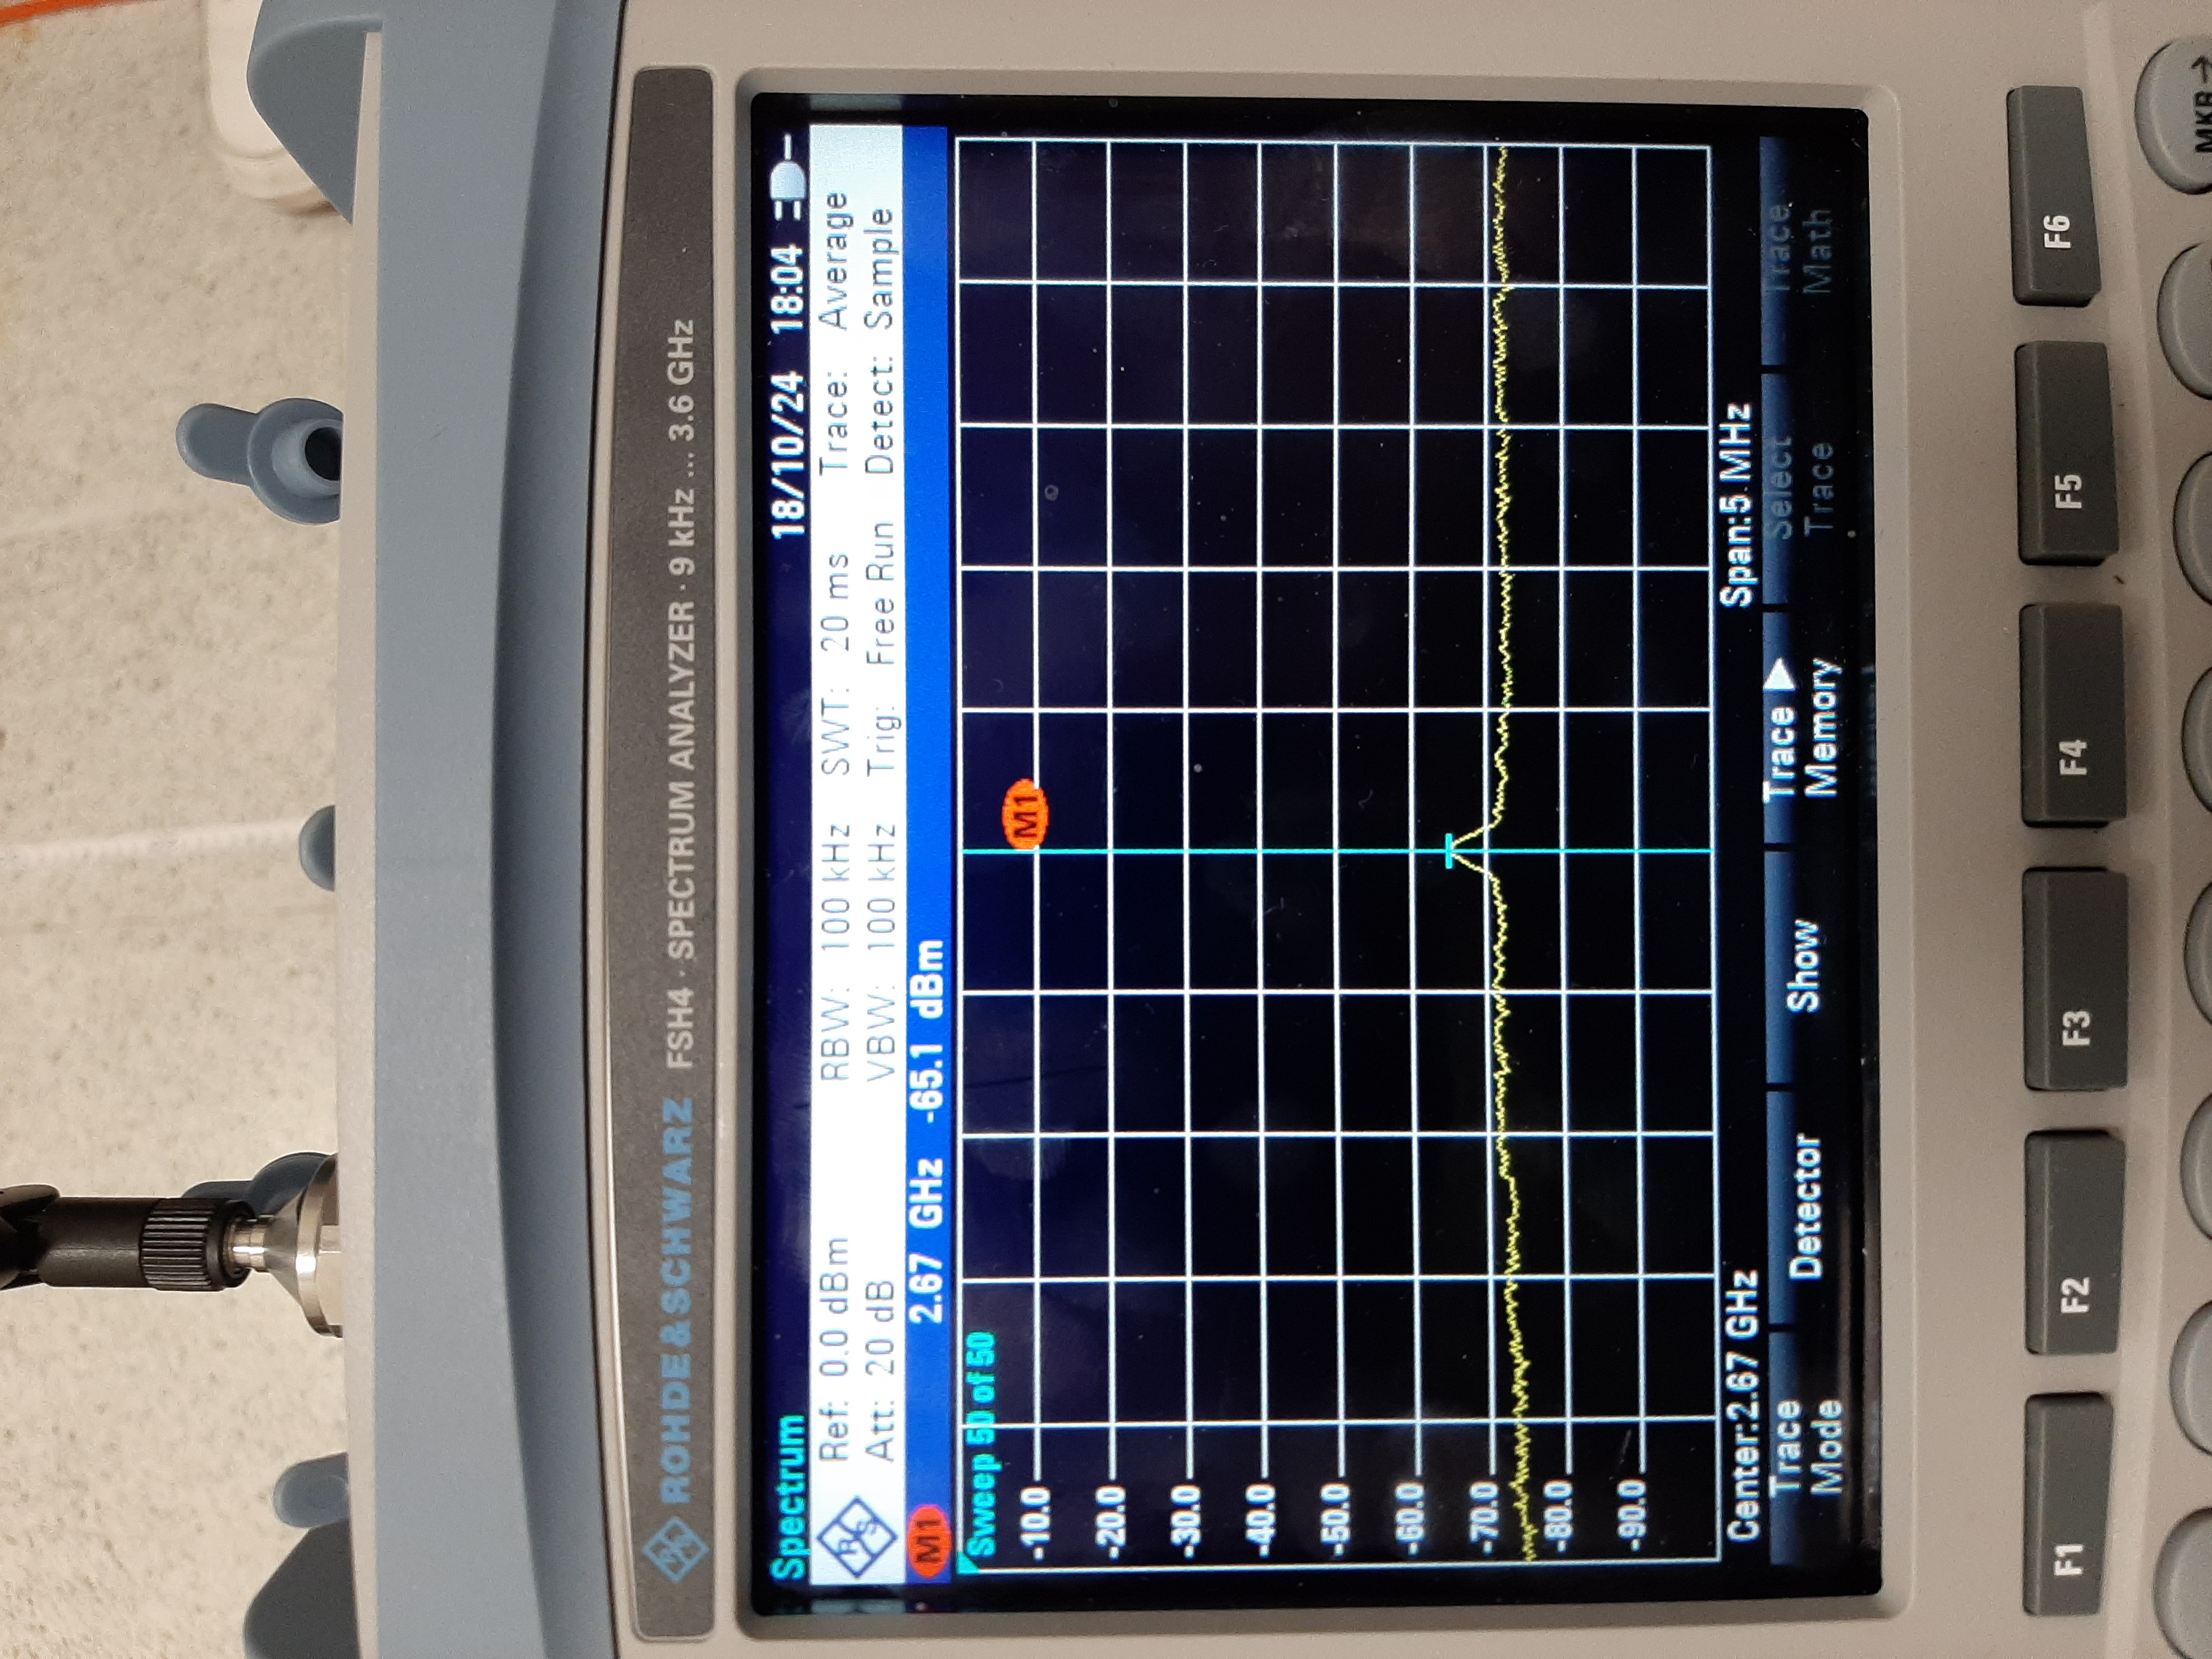 ROHDE&SCHWARZ FSH4 · SPECTRUM ANALYZER · 9 kHz ... 3.6 GHz
Spectrum 18/10/24 18:04
Ref: 0.0 dBm RBW: 100 kHz SWT: 20 ms Trace: Average
R/S
Att: 20 dB VBW: 100 kHz Trig: Free Run Detect: Sample
M1 2.67 GHz -65.1 dBm
Sweep 50 of 50
M1
-10.0
-20.0
-30.0
-40.0
-50.0
-60.0
-70.0
-80.0
-90.0
Center:2.67 GHz Span:5 MHz
Trace Mode
Detector
Show
Trace Memory
Select Trace
Trace Math
F1 F2 F3 F4 F5 F6
MKR→